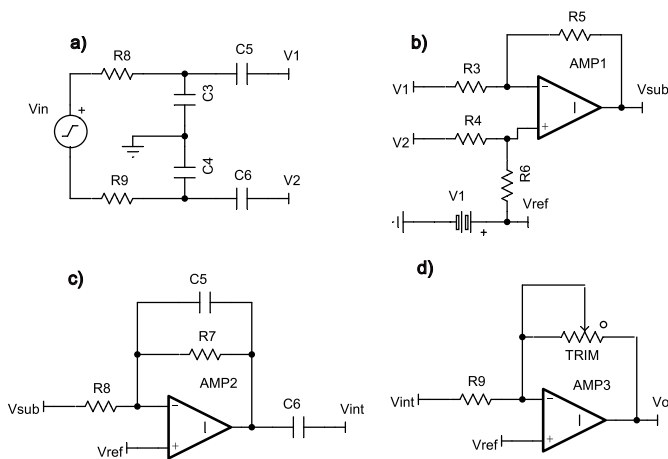 a)
R8
C5
V1
C3
Vin
+
C4
R9
C6
V2
b)
R5
AMP1
V1
R3
−
Vsub
V2
R4
+
R6
V1
+
Vref
c)
C5
R7
AMP2
Vsub
R8
−
C6
Vint
Vref
+
d)
TRIM
AMP3
Vint
R9
−
Vo
Vref
+